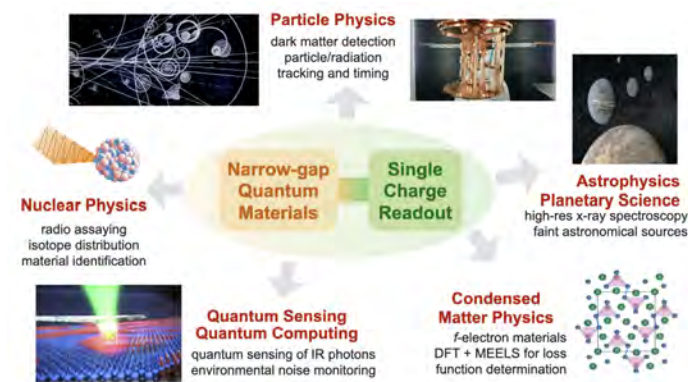 Particle Physics
dark matter detection
particle/radiation
tracking and timing
Narrow-gap
Quantum
Materials
Single
Charge
Readout
Nuclear Physics
radio assaying
isotope distribution
material identification
Astrophysics
Planetary Science
high-res x-ray spectroscopy
faint astronomical sources
Quantum Sensing
Quantum Computing
quantum sensing of IR photons
environmental noise monitoring
Condensed
Matter Physics
f-electron materials
DFT + MEELS for loss
function determination